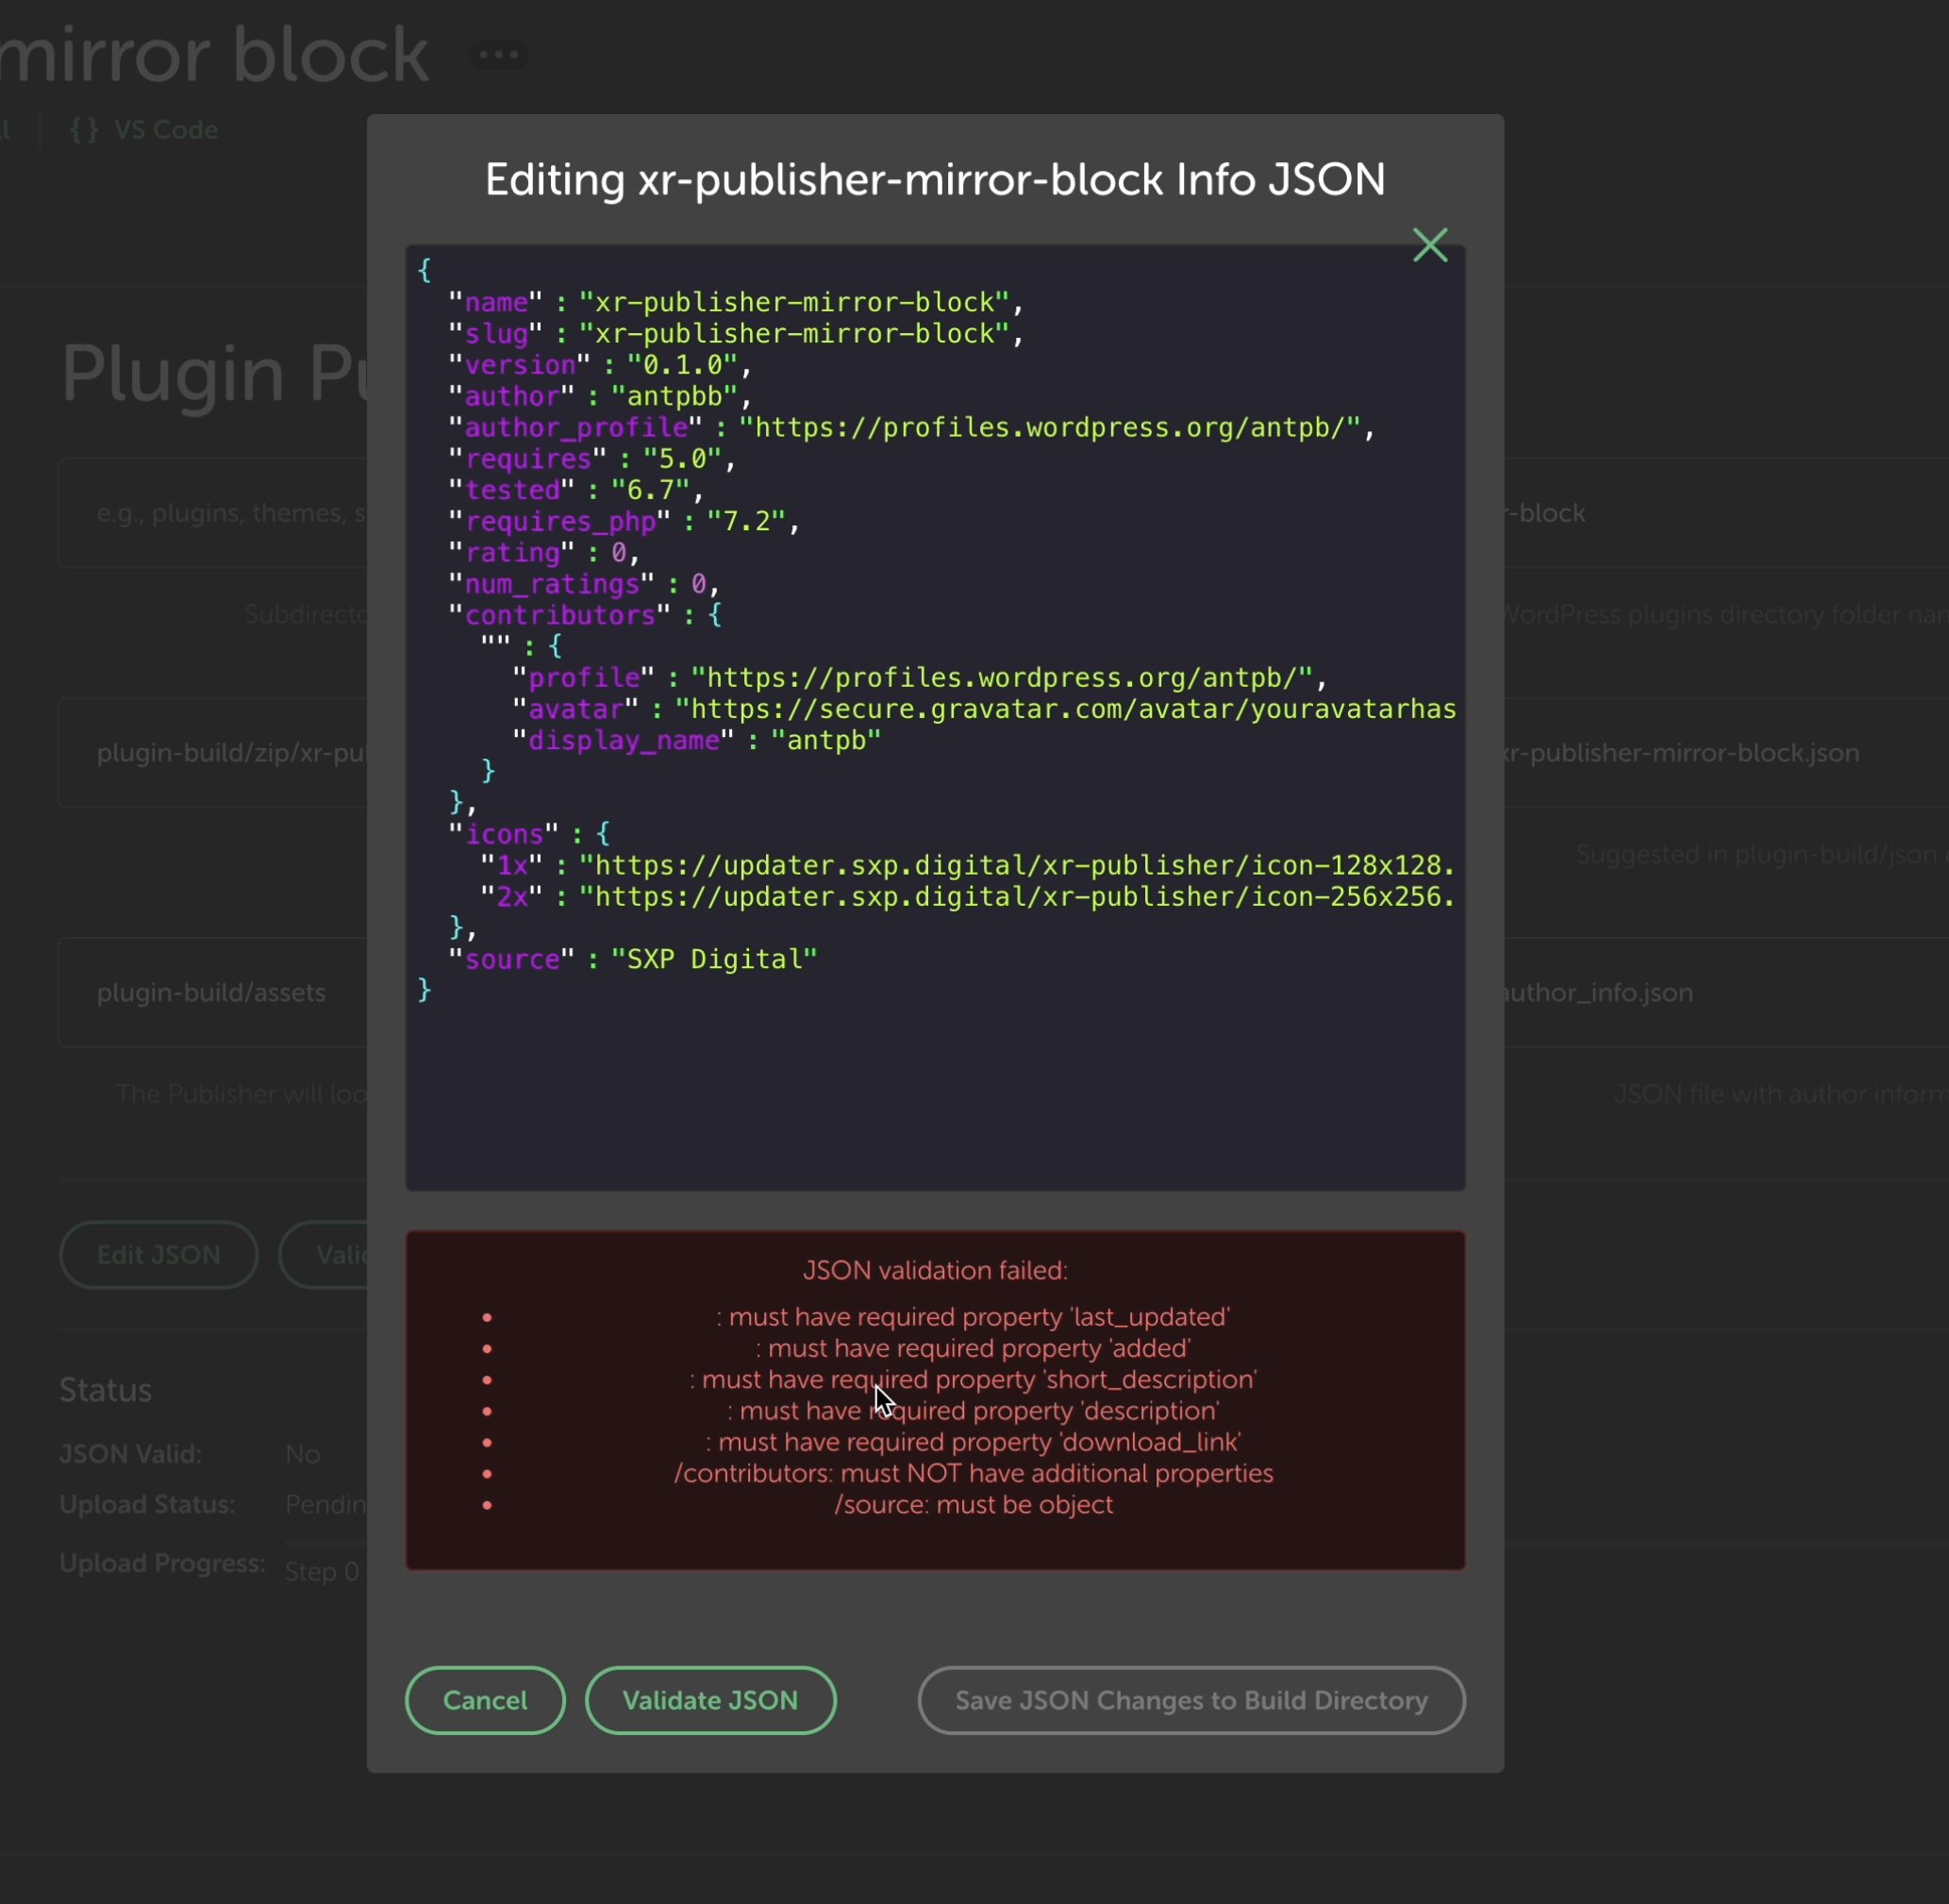 mirror block
{ } VS Code
Editing xr-publisher-mirror-block Info JSON
{
"name" : "xr-publisher-mirror-block",
"slug" : "xr-publisher-mirror-block",
"version" : "0.1.0",
"author" : "antpbb",
"author_profile" : "https://profiles.wordpress.org/antpb/",
"requires" : "5.0",
"tested" : "6.7",
"requires_php" : "7.2",
"rating" : 0,
"num_ratings" : 0,
"contributors" : {
"" : {
"profile" : "https://profiles.wordpress.org/antpb/",
"avatar" : "https://secure.gravatar.com/avatar/youravatarhas
"display_name" : "antpb"
}
},
"icons" : {
"1x" : "https://updater.sxp.digital/xr-publisher/icon-128x128.
"2x" : "https://updater.sxp.digital/xr-publisher/icon-256x256.
},
"source" : "SXP Digital"
}
Plugin Pu
e.g., plugins, themes, s
r-block
Subdirecto
WordPress plugins directory folder nam
plugin-build/zip/xr-pu
xr-publisher-mirror-block.json
Suggested in plugin-build/json
plugin-build/assets
author_info.json
The Publisher will loo
JSON file with author inform
Edit JSON
Valid
JSON validation failed:
• : must have required property 'last_updated'
• : must have required property 'added'
• : must have required property 'short_description'
• : must have required property 'description'
• : must have required property 'download_link'
• /contributors: must NOT have additional properties
• /source: must be object
Status
JSON Valid: No
Upload Status: Pendin
Upload Progress: Step 0
Cancel
Validate JSON
Save JSON Changes to Build Directory